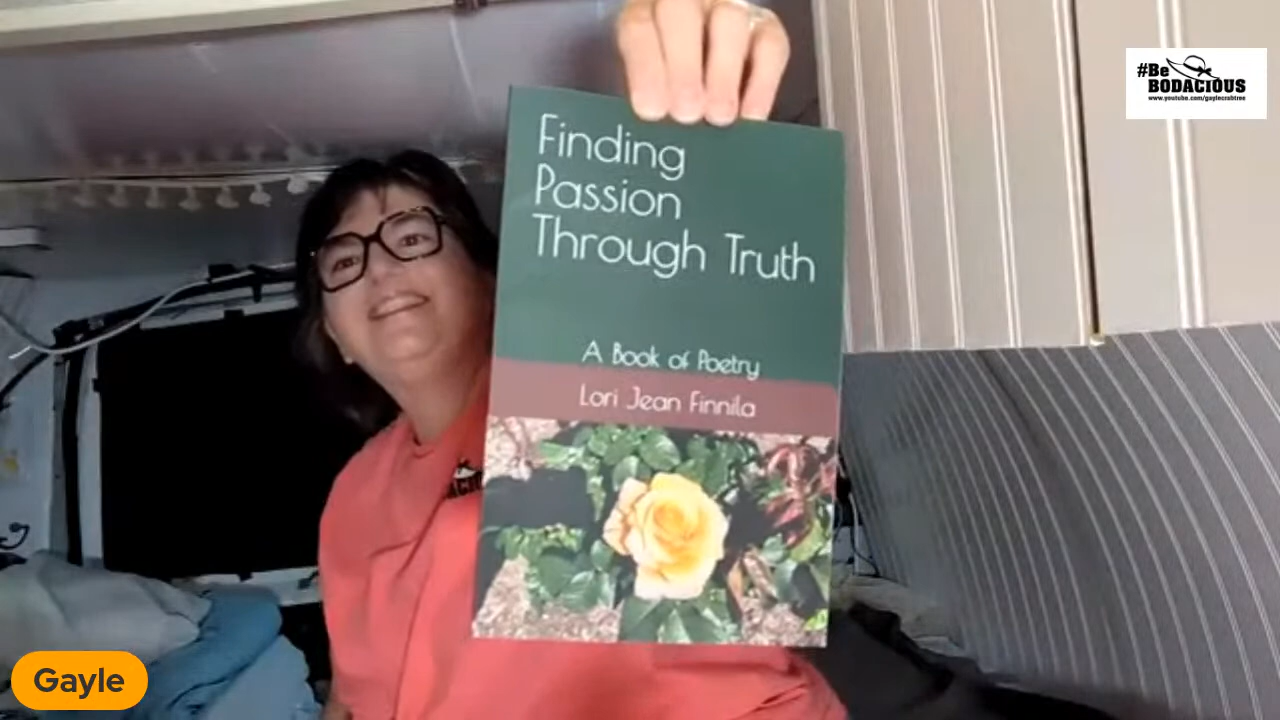 #Be
BODACIOUS
www.youtube.com/gaylecrabtree
Finding
Passion
Through Truth
A Book of Poetry
Lori Jean Finnila
Gayle